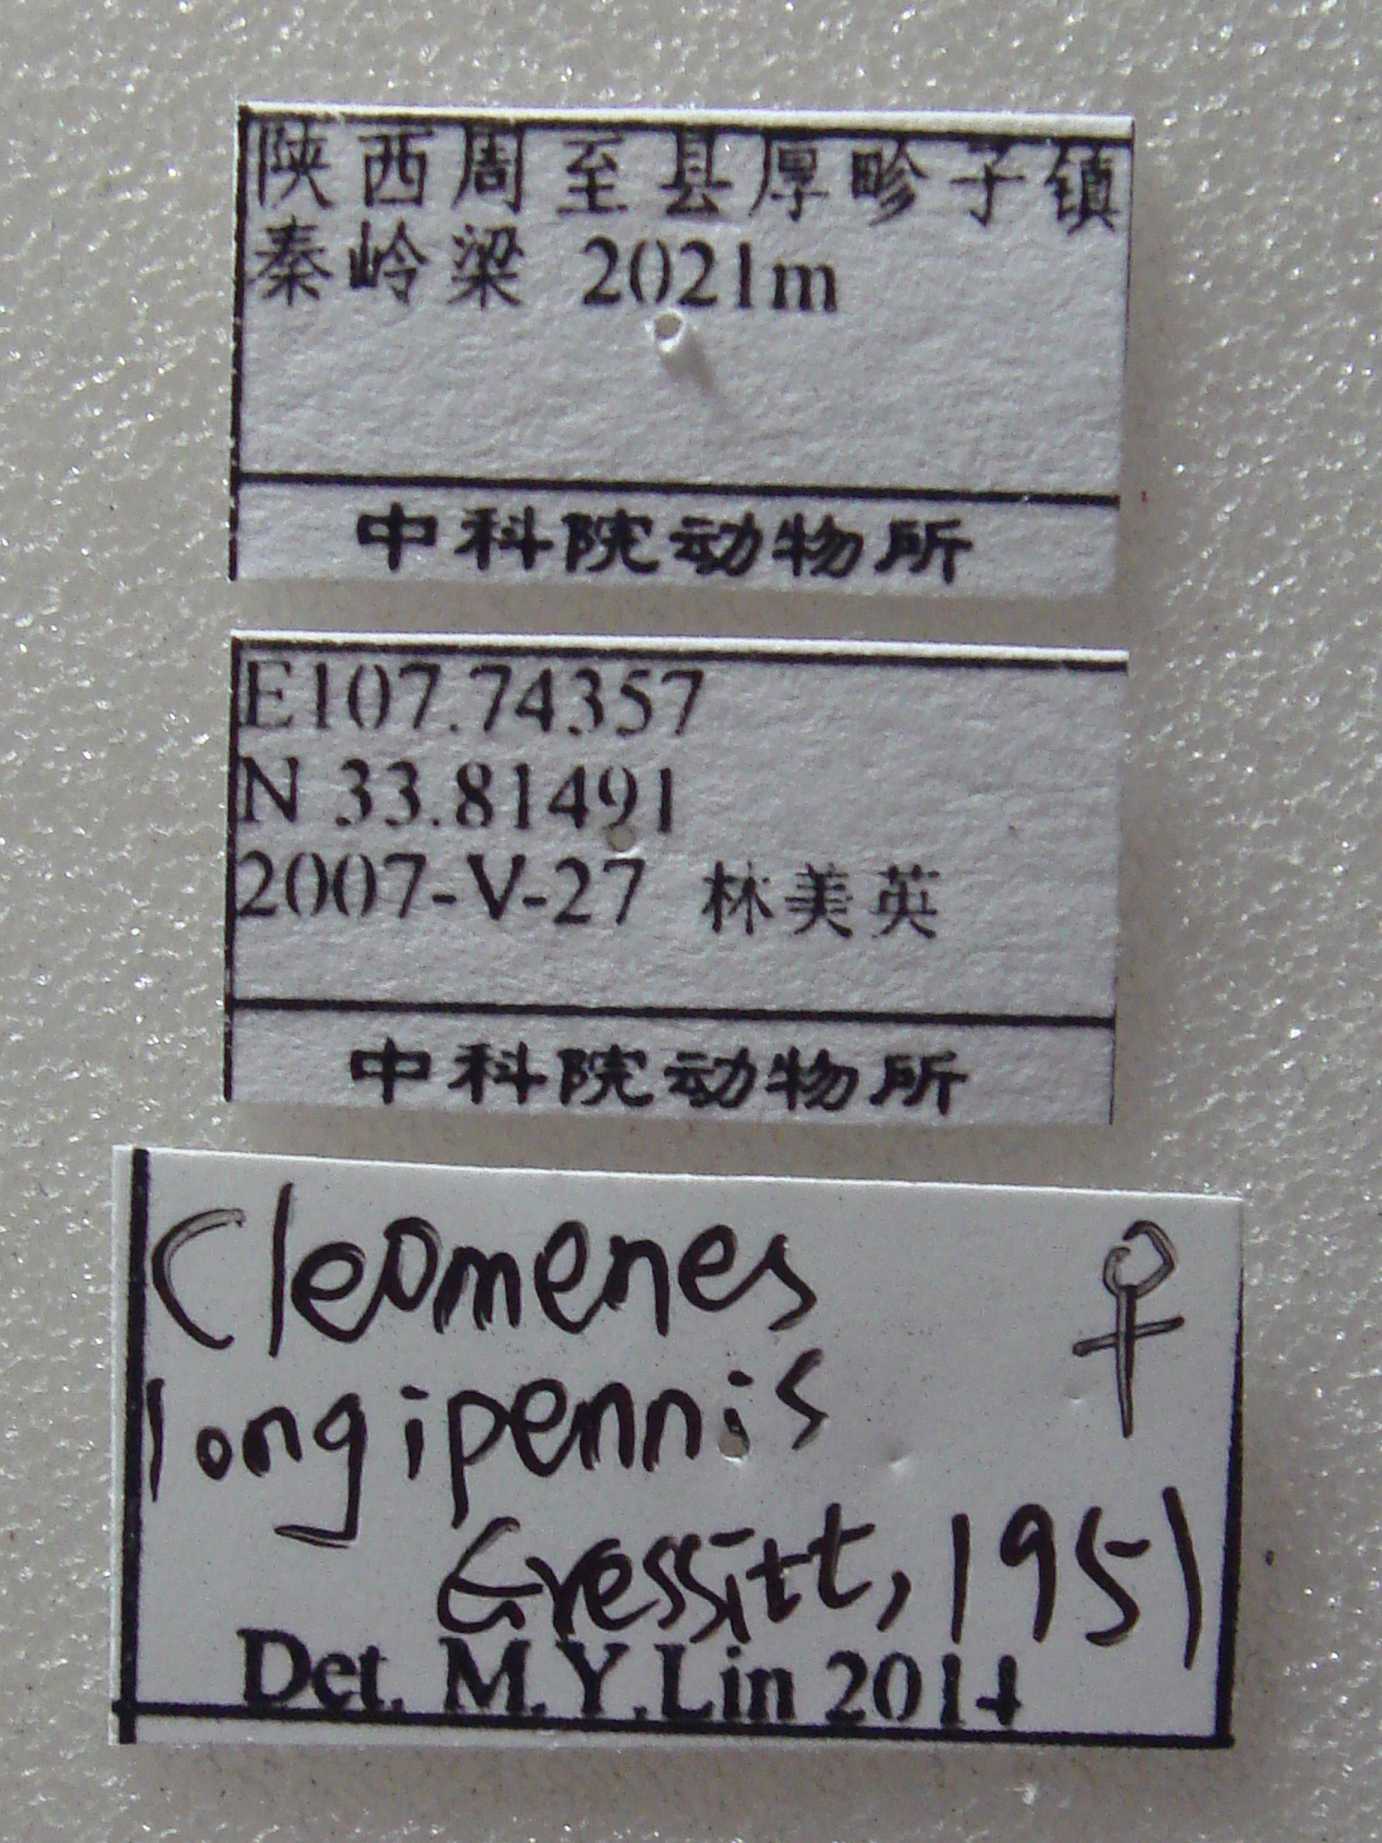 陕西周至县厚畛子镇
秦岭梁 2021m
中科院动物所
E107.74357
N 33.81491
2007-V-27 林美英
中科院动物所
Cleomenes ♀
longipennis
Gressitt, 1951
Det. M.Y.Lin 2014